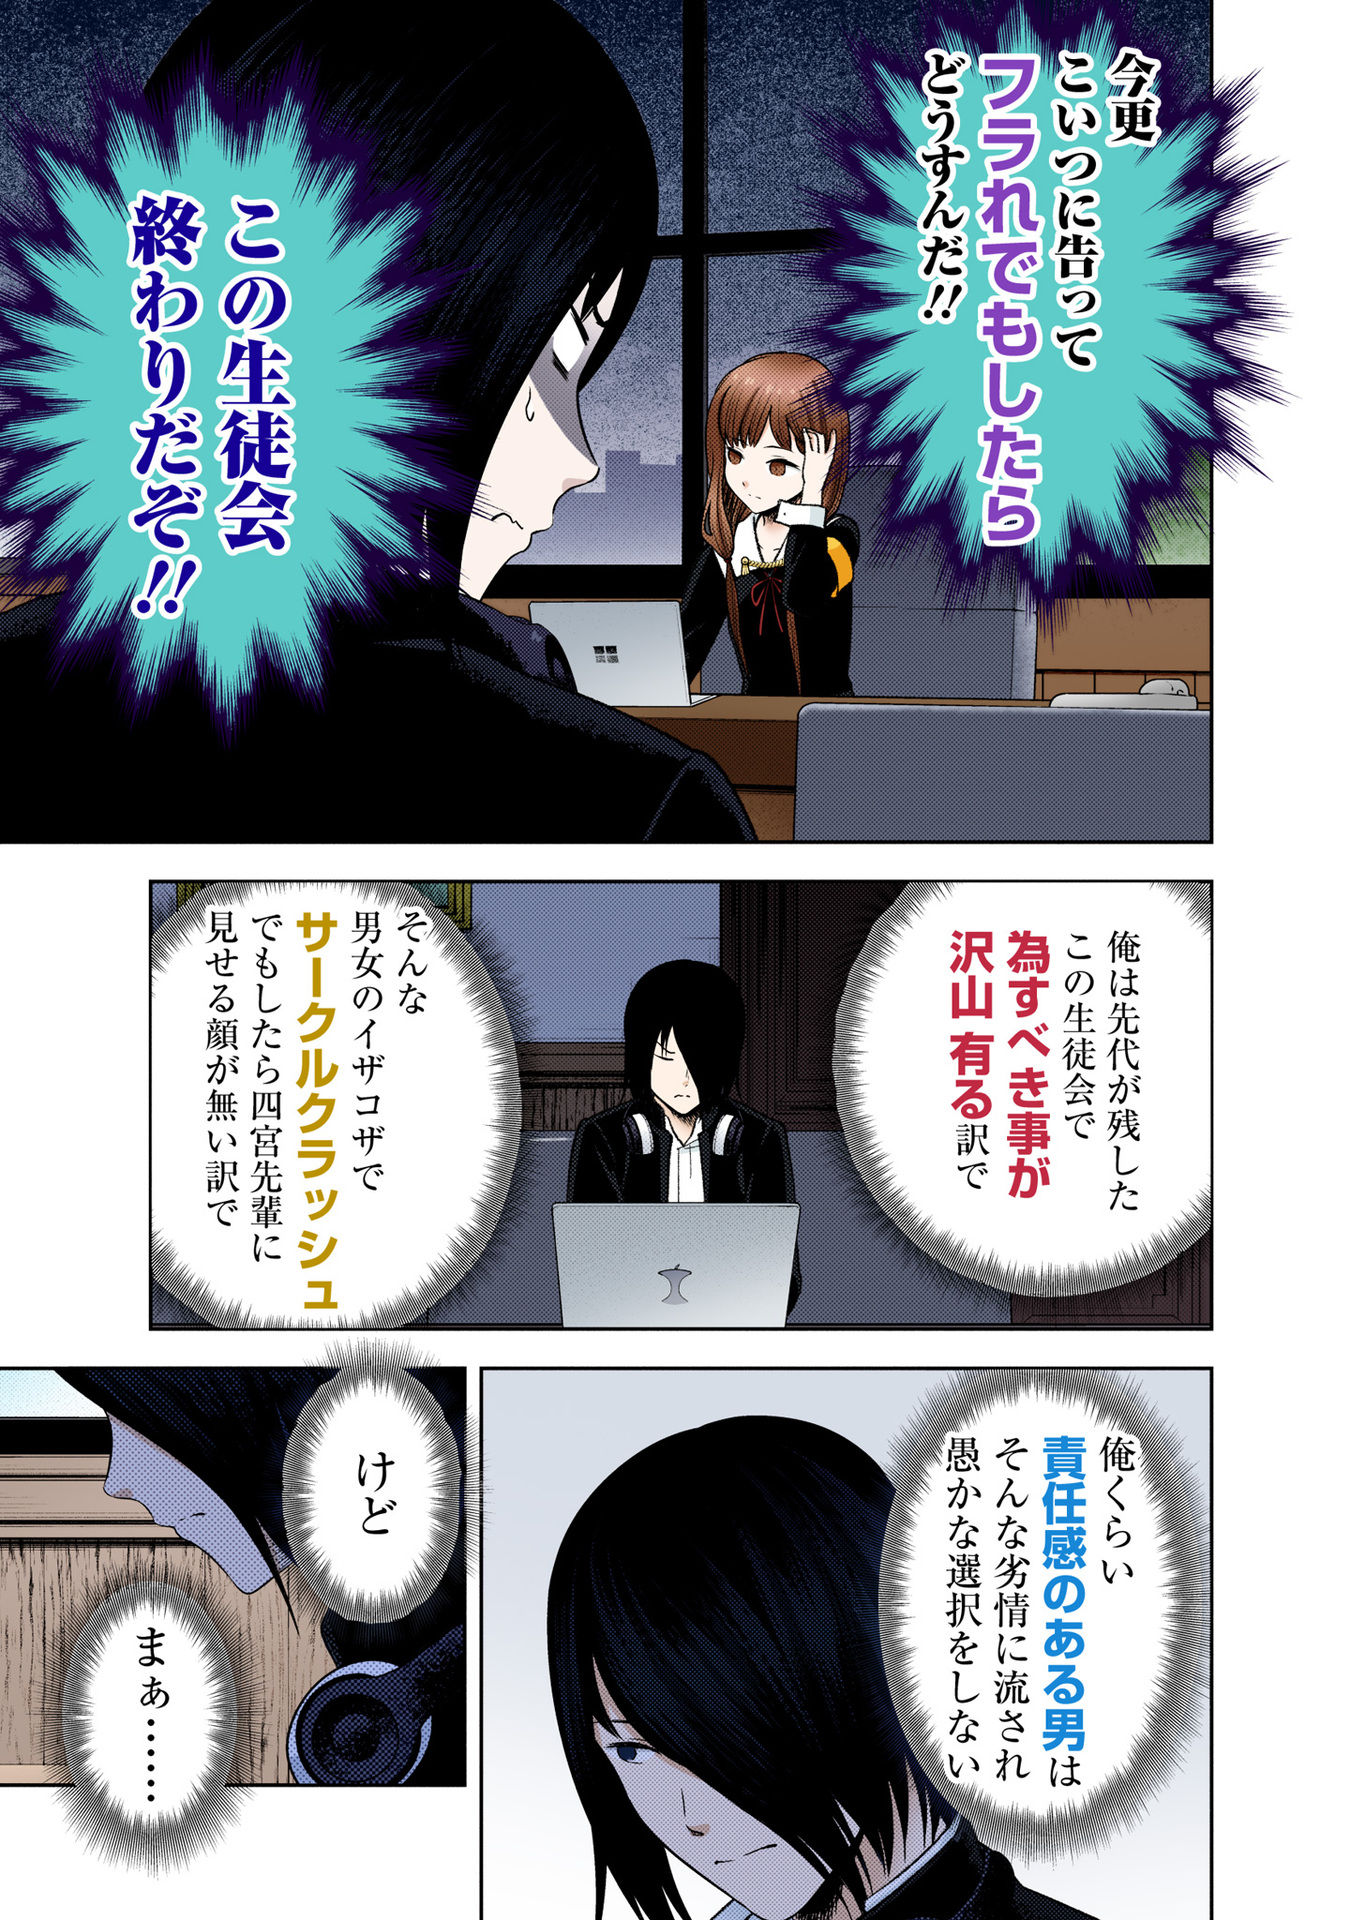 今更
こいつに告って
フラれでもしたら
どうすんだ!!
この生徒会
終わりだぞ!!
俺は先代が残した
この生徒会で
為すべき事が
沢山有る訳で
そんな
男女のイザコザで
サークルクラッシュ
でもしたら四宮先輩に
見せる顔が無い訳で
俺くらい
責任感のある男は
そんな劣情に流され
愚かな選択をしない
けど
まぁ……